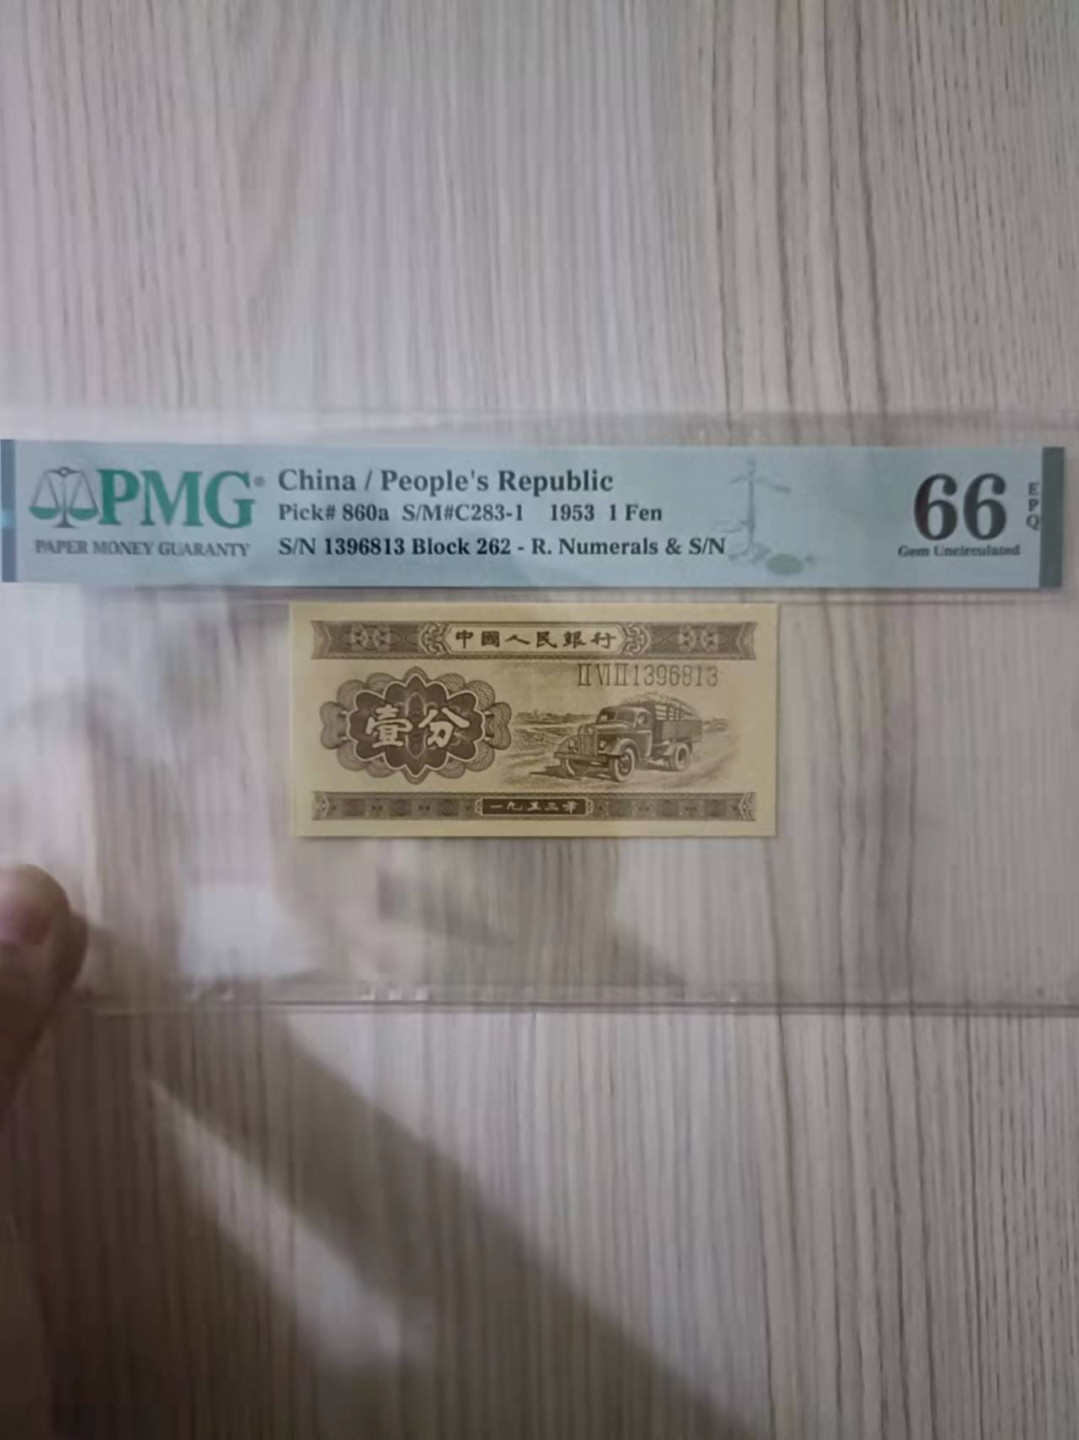 PMG
PAPER MONEY GUARANTY
China / People's Republic
Pick# 860a S/M#C283-1 1953 1 Fen
S/N 1396813 Block 262 - R. Numerals & S/N
66
EPQ
Gem Uncirculated
中國人民銀行
II VI II 1396813
壹分
一九五三年